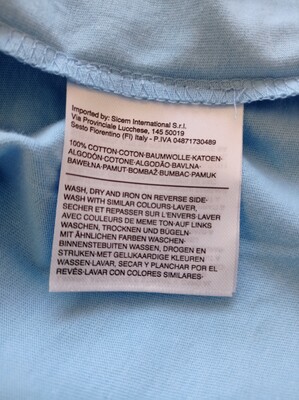 Imported by: Sicem International S.r.l.
Via Provinciale Lucchese, 145 50019
Sesto Fiorentino (FI) Italy - P.IVA 04871730489
100% COTTON-COTON-BAUMWOLLE-KATOEN-
ALGODÓN-COTONE-ALGODÃO-BAVLNA-
BAWEŁNA-PAMUT-BOMBAŽ-BUMBAC-PAMUK
WASH, DRY AND IRON ON REVERSE SIDE-
WASH WITH SIMILAR COLOURS-LAVER,
SECHER ET REPASSER SUR L'ENVERS-LAVER
AVEC COULEURS DE MEME TON-AUF LINKS
WASCHEN, TROCKNEN UND BÜGELN-
MIT ÄHNLICHEN FARBEN WASCHEN-
BINNENSTEBUITEN WASSEN, DROGEN EN
STRIJKEN-MET GELIJKAARDIGE KLEUREN
WASSEN-LAVAR, SECAR Y PLANCHAR POR EL
REVÉS-LAVAR CON COLORES SIMILARES-